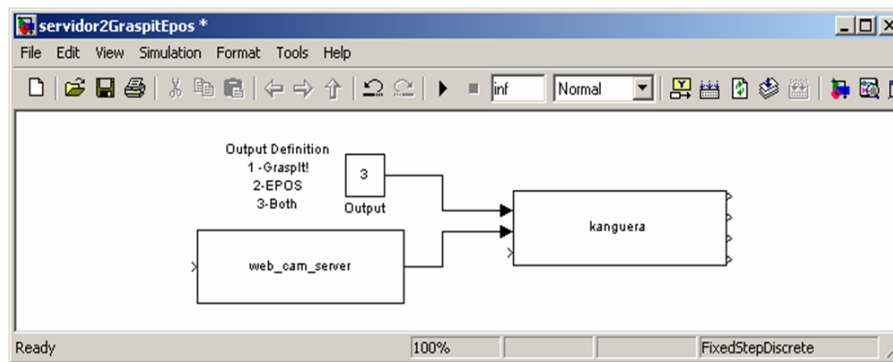 servidor2GraspitEpos *
File Edit View Simulation Format Tools Help
inf Normal
Output Definition
1 -GraspIt!
2-EPOS
3-Both
3
Output
kanguera
web_cam_server
Ready 100% FixedStepDiscrete